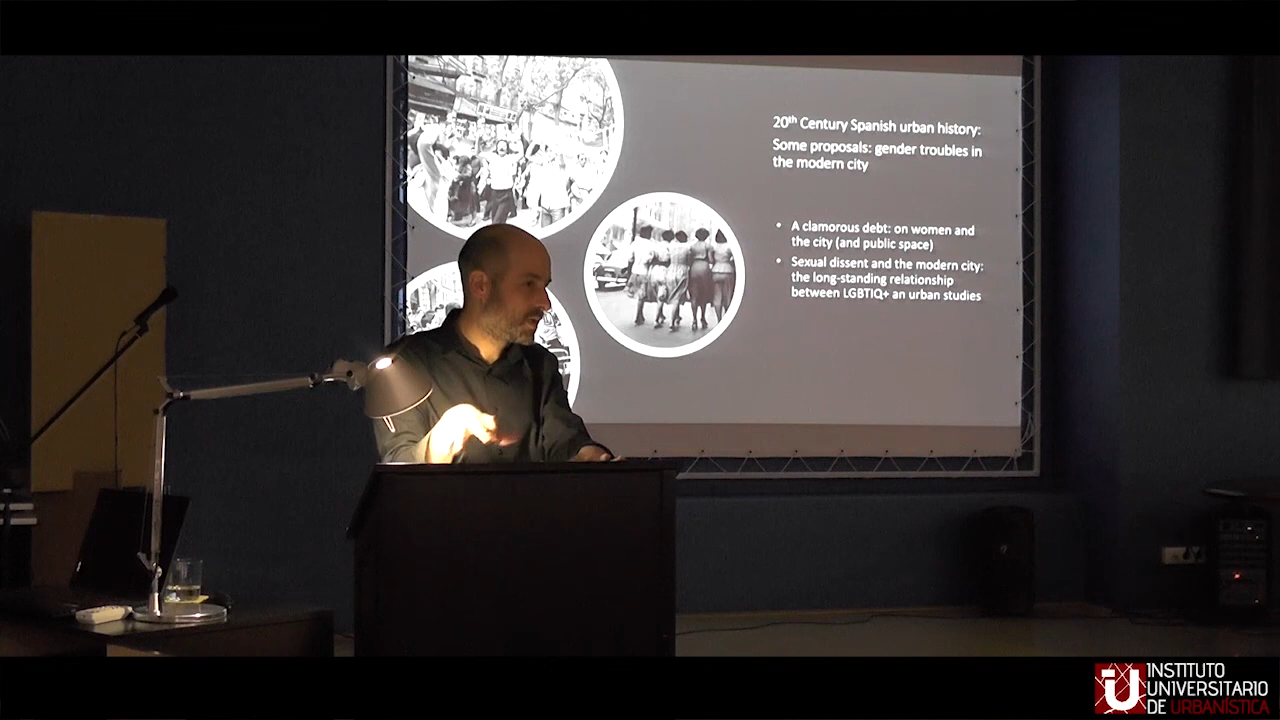 20th Century Spanish urban history:
Some proposals: gender troubles in
the modern city
• A clamorous debt: on women and
the city (and public space)
• Sexual dissent and the modern city:
the long-standing relationship
between LGBTIQ+ an urban studies
INSTITUTO
UNIVERSITARIO
DE URBANÍSTICA